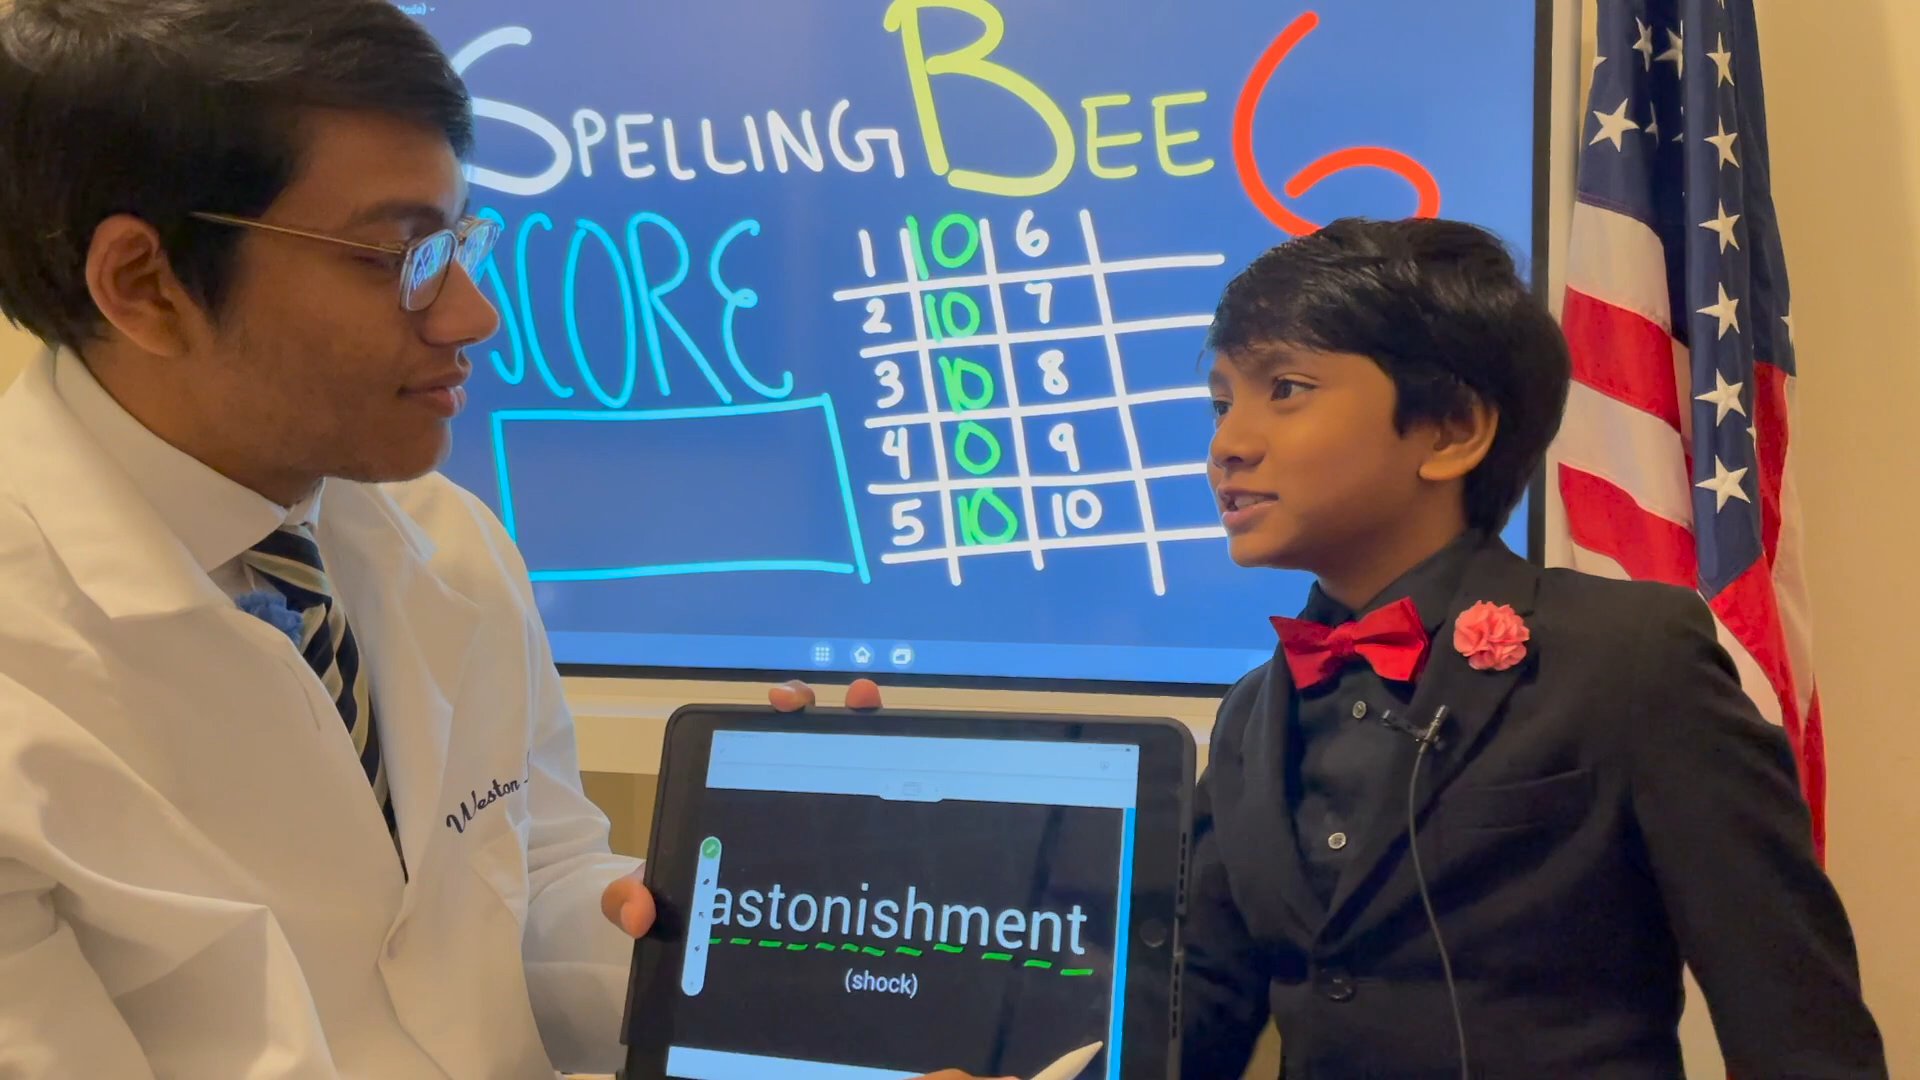 SPELLING BEE 6
SCORE
1 10 6
2 10 7
3 10 8
4 0 9
5 10 10
Weston
astonishment
(shock)